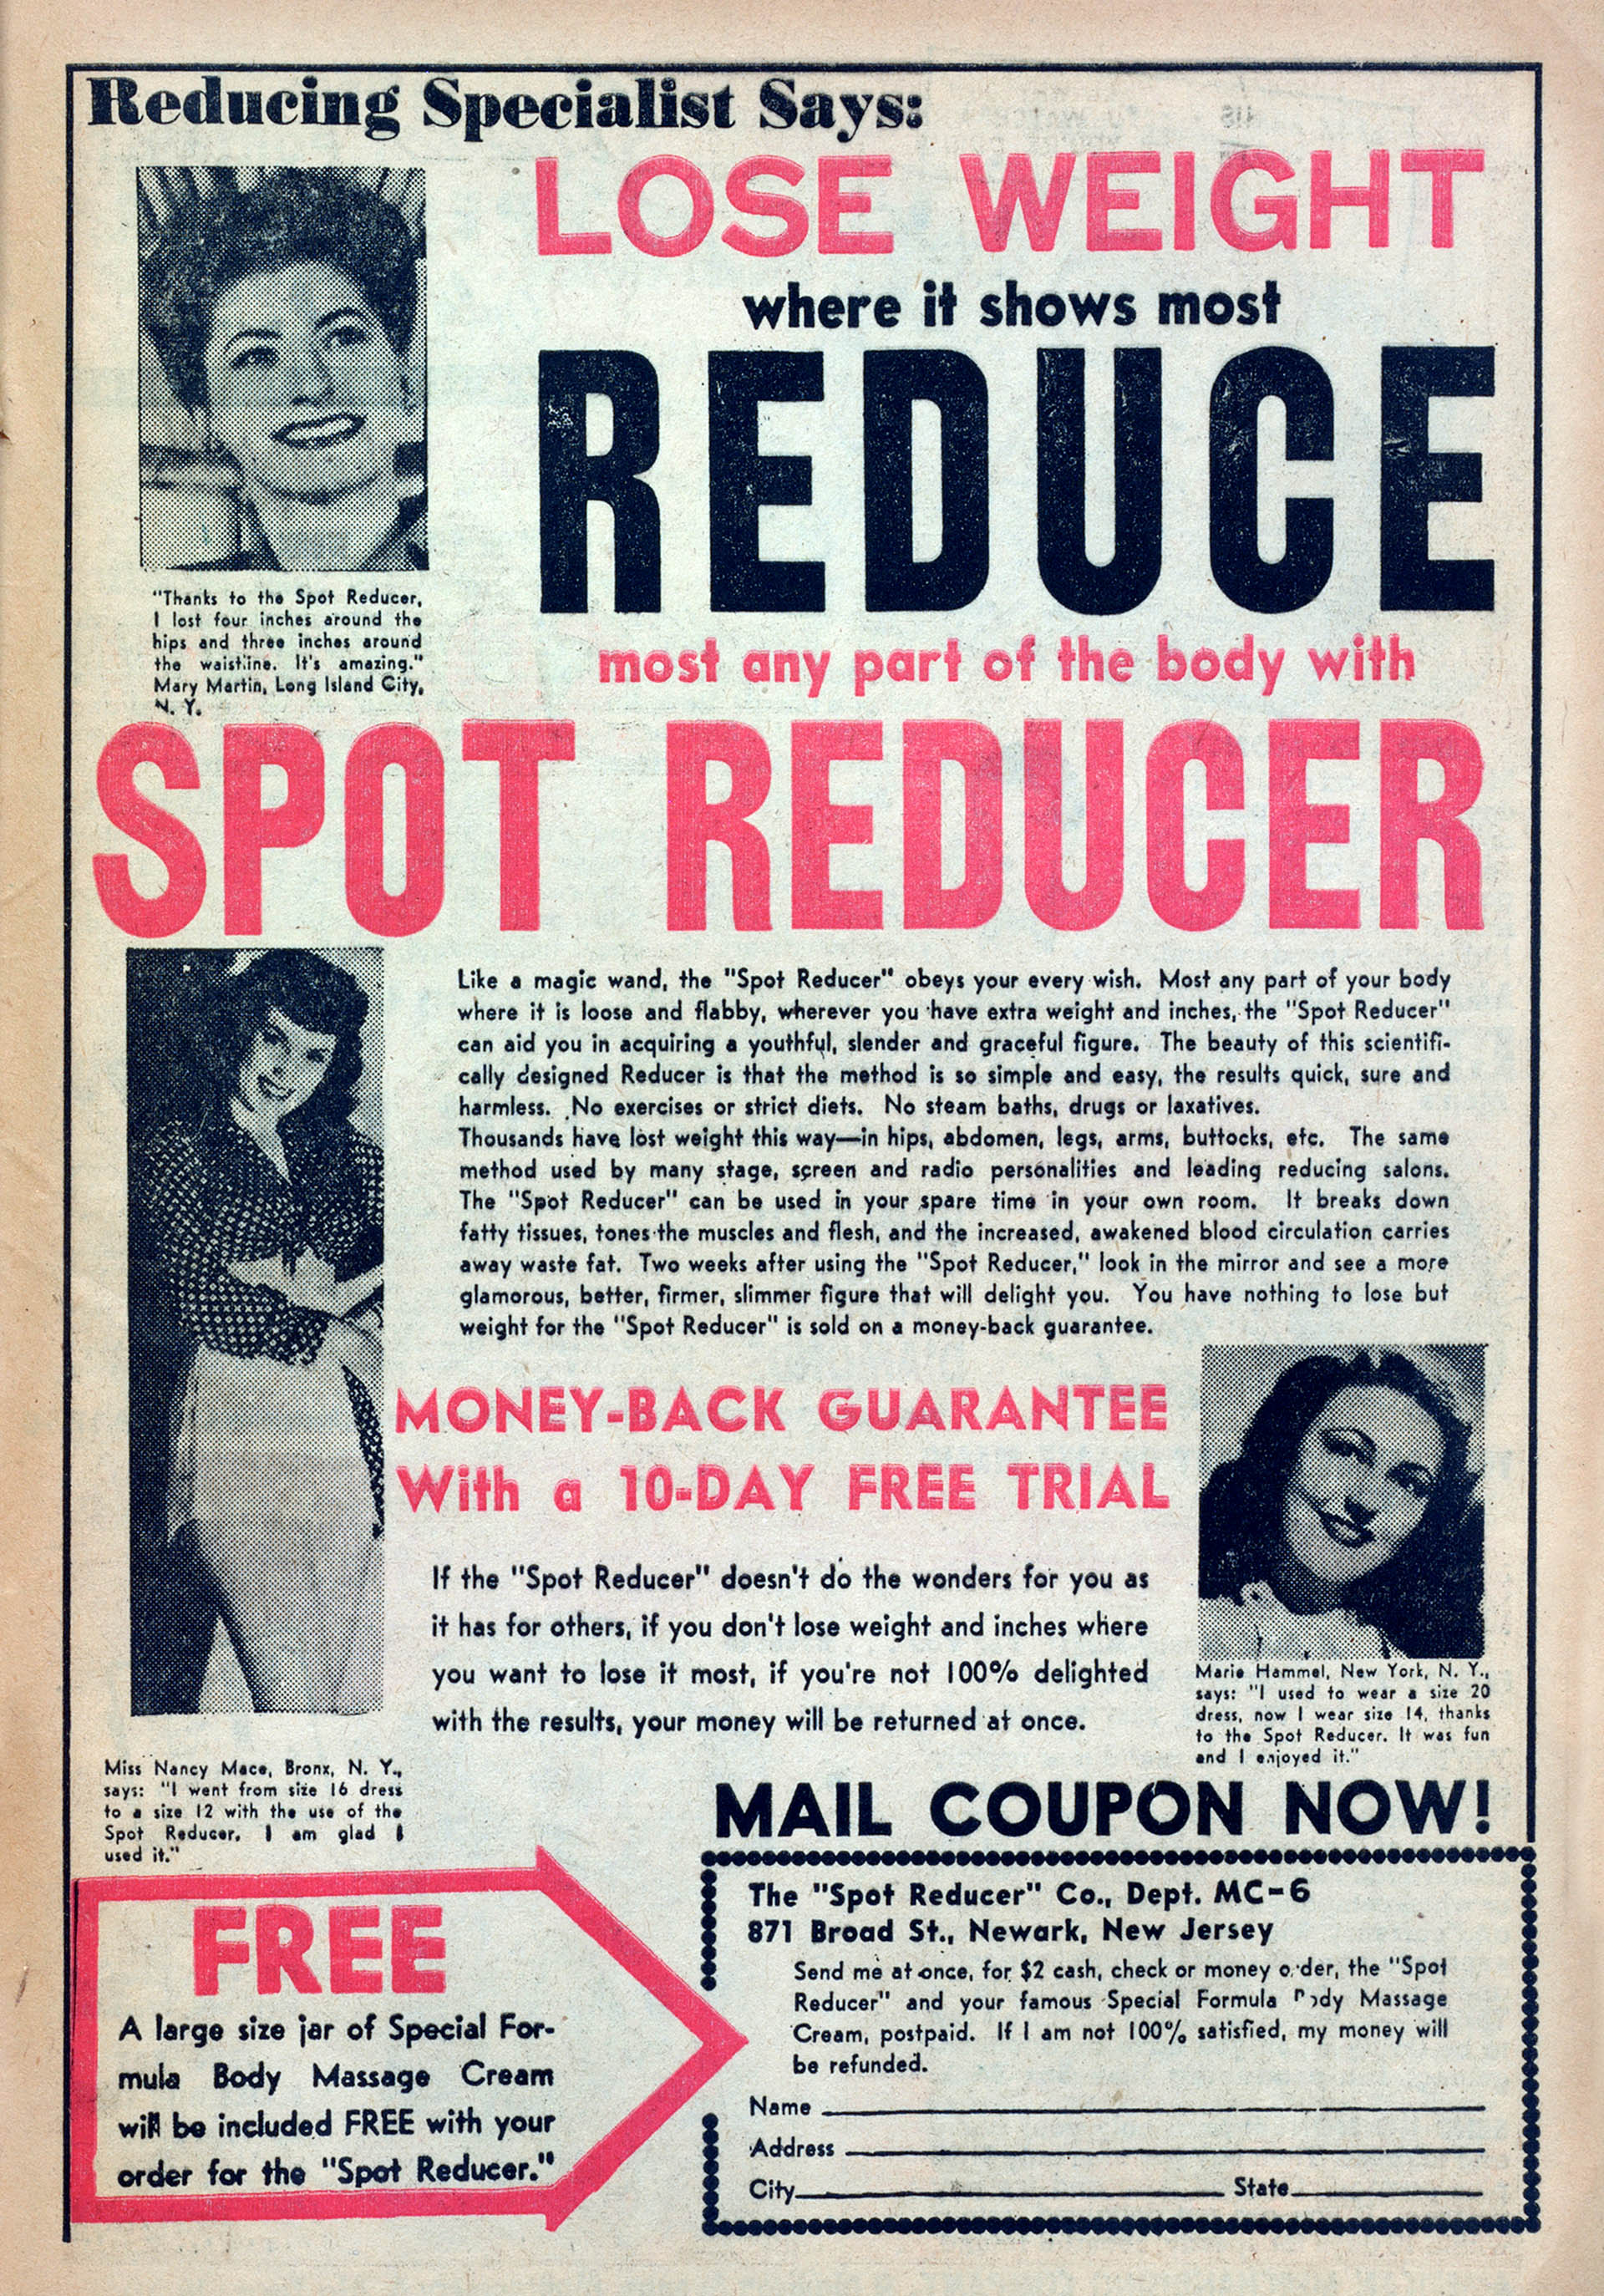 Reducing Specialist Says:
LOSE WEIGHT
where it shows most
REDUCE
most any part of the body with
"Thanks to the Spot Reducer,
I lost four inches around the
hips and three inches around
the waistline. It's amazing."
Mary Martin, Long Island City,
N. Y.
SPOT REDUCER
Like a magic wand, the "Spot Reducer" obeys your every wish. Most any part of your body
where it is loose and flabby, wherever you have extra weight and inches, the "Spot Reducer"
can aid you in acquiring a youthful, slender and graceful figure. The beauty of this scientifi-
cally designed Reducer is that the method is so simple and easy, the results quick, sure and
harmless. No exercises or strict diets. No steam baths, drugs or laxatives.
Thousands have lost weight this way—in hips, abdomen, legs, arms, buttocks, etc. The same
method used by many stage, screen and radio personalities and leading reducing salons.
The "Spot Reducer" can be used in your spare time in your own room. It breaks down
fatty tissues, tones the muscles and flesh, and the increased, awakened blood circulation carries
away waste fat. Two weeks after using the "Spot Reducer," look in the mirror and see a more
glamorous, better, firmer, slimmer figure that will delight you. You have nothing to lose but
weight for the "Spot Reducer" is sold on a money-back guarantee.
MONEY-BACK GUARANTEE
With a 10-DAY FREE TRIAL
If the "Spot Reducer" doesn't do the wonders for you as
it has for others, if you don't lose weight and inches where
you want to lose it most, if you're not 100% delighted
with the results, your money will be returned at once.
Marie Hammel, New York, N. Y.,
says: "I used to wear a size 20
dress, now I wear size 14, thanks
to the Spot Reducer. It was fun
and I enjoyed it."
Miss Nancy Mace, Bronx, N. Y.,
says: "I went from size 16 dress
to a size 12 with the use of the
Spot Reducer. I am glad I
used it."
MAIL COUPON NOW!
FREE
A large size jar of Special For-
mula Body Massage Cream
will be included FREE with your
order for the "Spot Reducer."
The "Spot Reducer" Co., Dept. MC-6
871 Broad St., Newark, New Jersey
Send me at once, for $2 cash, check or money order, the "Spot
Reducer" and your famous Special Formula Body Massage
Cream, postpaid. If I am not 100% satisfied, my money will
be refunded.
Name
Address
City State